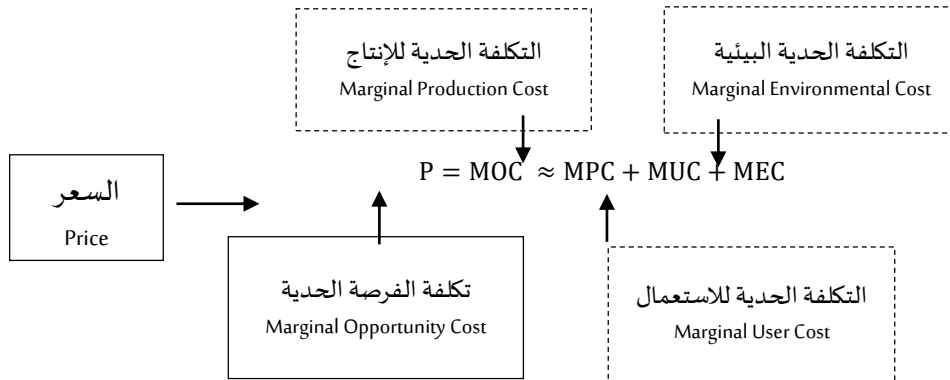 التكلفة الحدية للإنتاج
Marginal Production Cost
التكلفة الحدية البيئية
Marginal Environmental Cost
P = MOC ≈ MPC + MUC + MEC
السعر
Price
تكلفة الفرصة الحدية
Marginal Opportunity Cost
التكلفة الحدية للاستعمال
Marginal User Cost